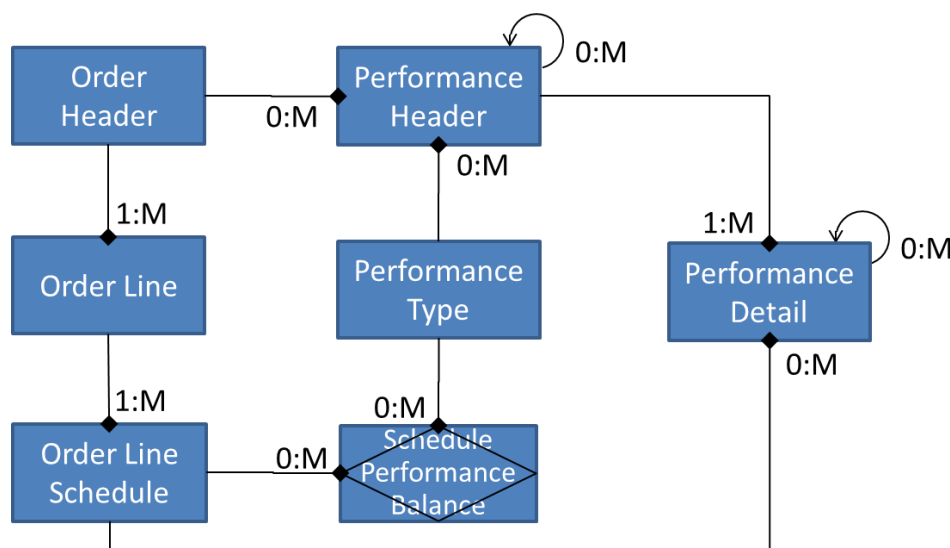 Order
Header
0:M
Performance
Header
0:M
0:M
1:M
1:M
Order Line
Performance
Type
Performance
Detail
0:M
0:M
1:M
0:M
Order Line
Schedule
0:M
Schedule
Performance
Balance